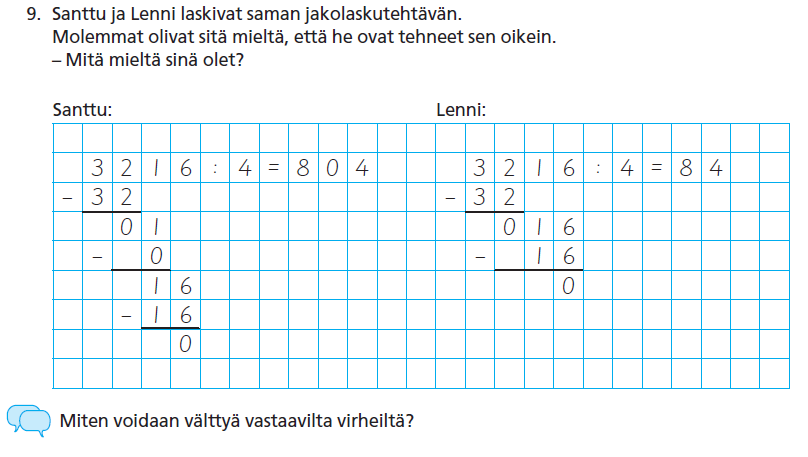 9. Santtu ja Lenni laskivat saman jakolaskutehtävän.
Molemmat olivat sitä mieltä, että he ovat tehneet sen oikein.
– Mitä mieltä sinä olet?
Santtu:
3216 : 4 = 804
– 32
01
– 0
16
– 16
0
Lenni:
3216 : 4 = 84
– 32
016
– 16
0
Miten voidaan välttyä vastaavilta virheiltä?